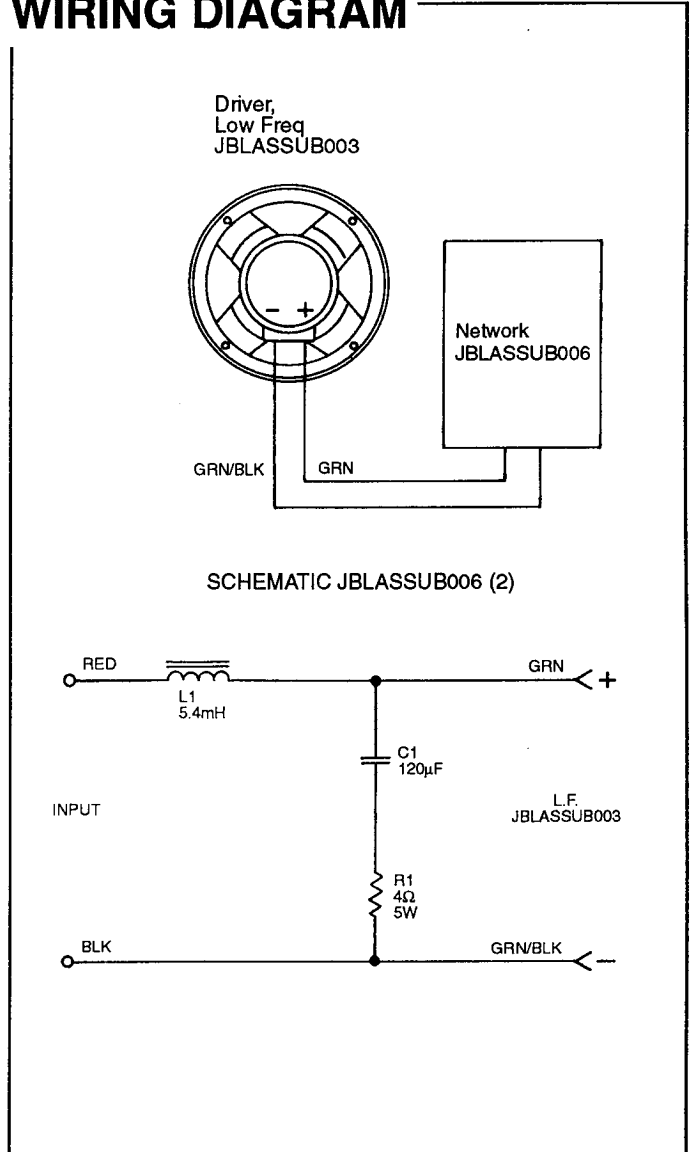 WIRING DIAGRAM
Driver,
Low Freq
JBLASSUB003
− +
Network
JBLASSUB006
GRN/BLK
GRN
SCHEMATIC JBLASSUB006 (2)
RED
GRN
+
L1
5.4mH
C1
120µF
INPUT
L.F.
JBLASSUB003
R1
4Ω
5W
BLK
GRN/BLK
−